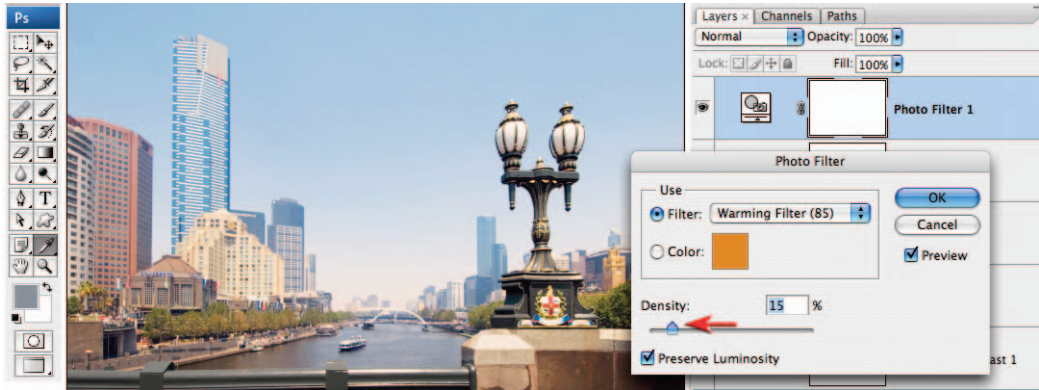 Ps
Layers × Channels Paths
Normal Opacity: 100%
Lock: Fill: 100%
Photo Filter 1
Photo Filter
Use
Filter: Warming Filter (85)
Color:
OK
Cancel
Preview
Density: 15 %
Preserve Luminosity
ast 1
T